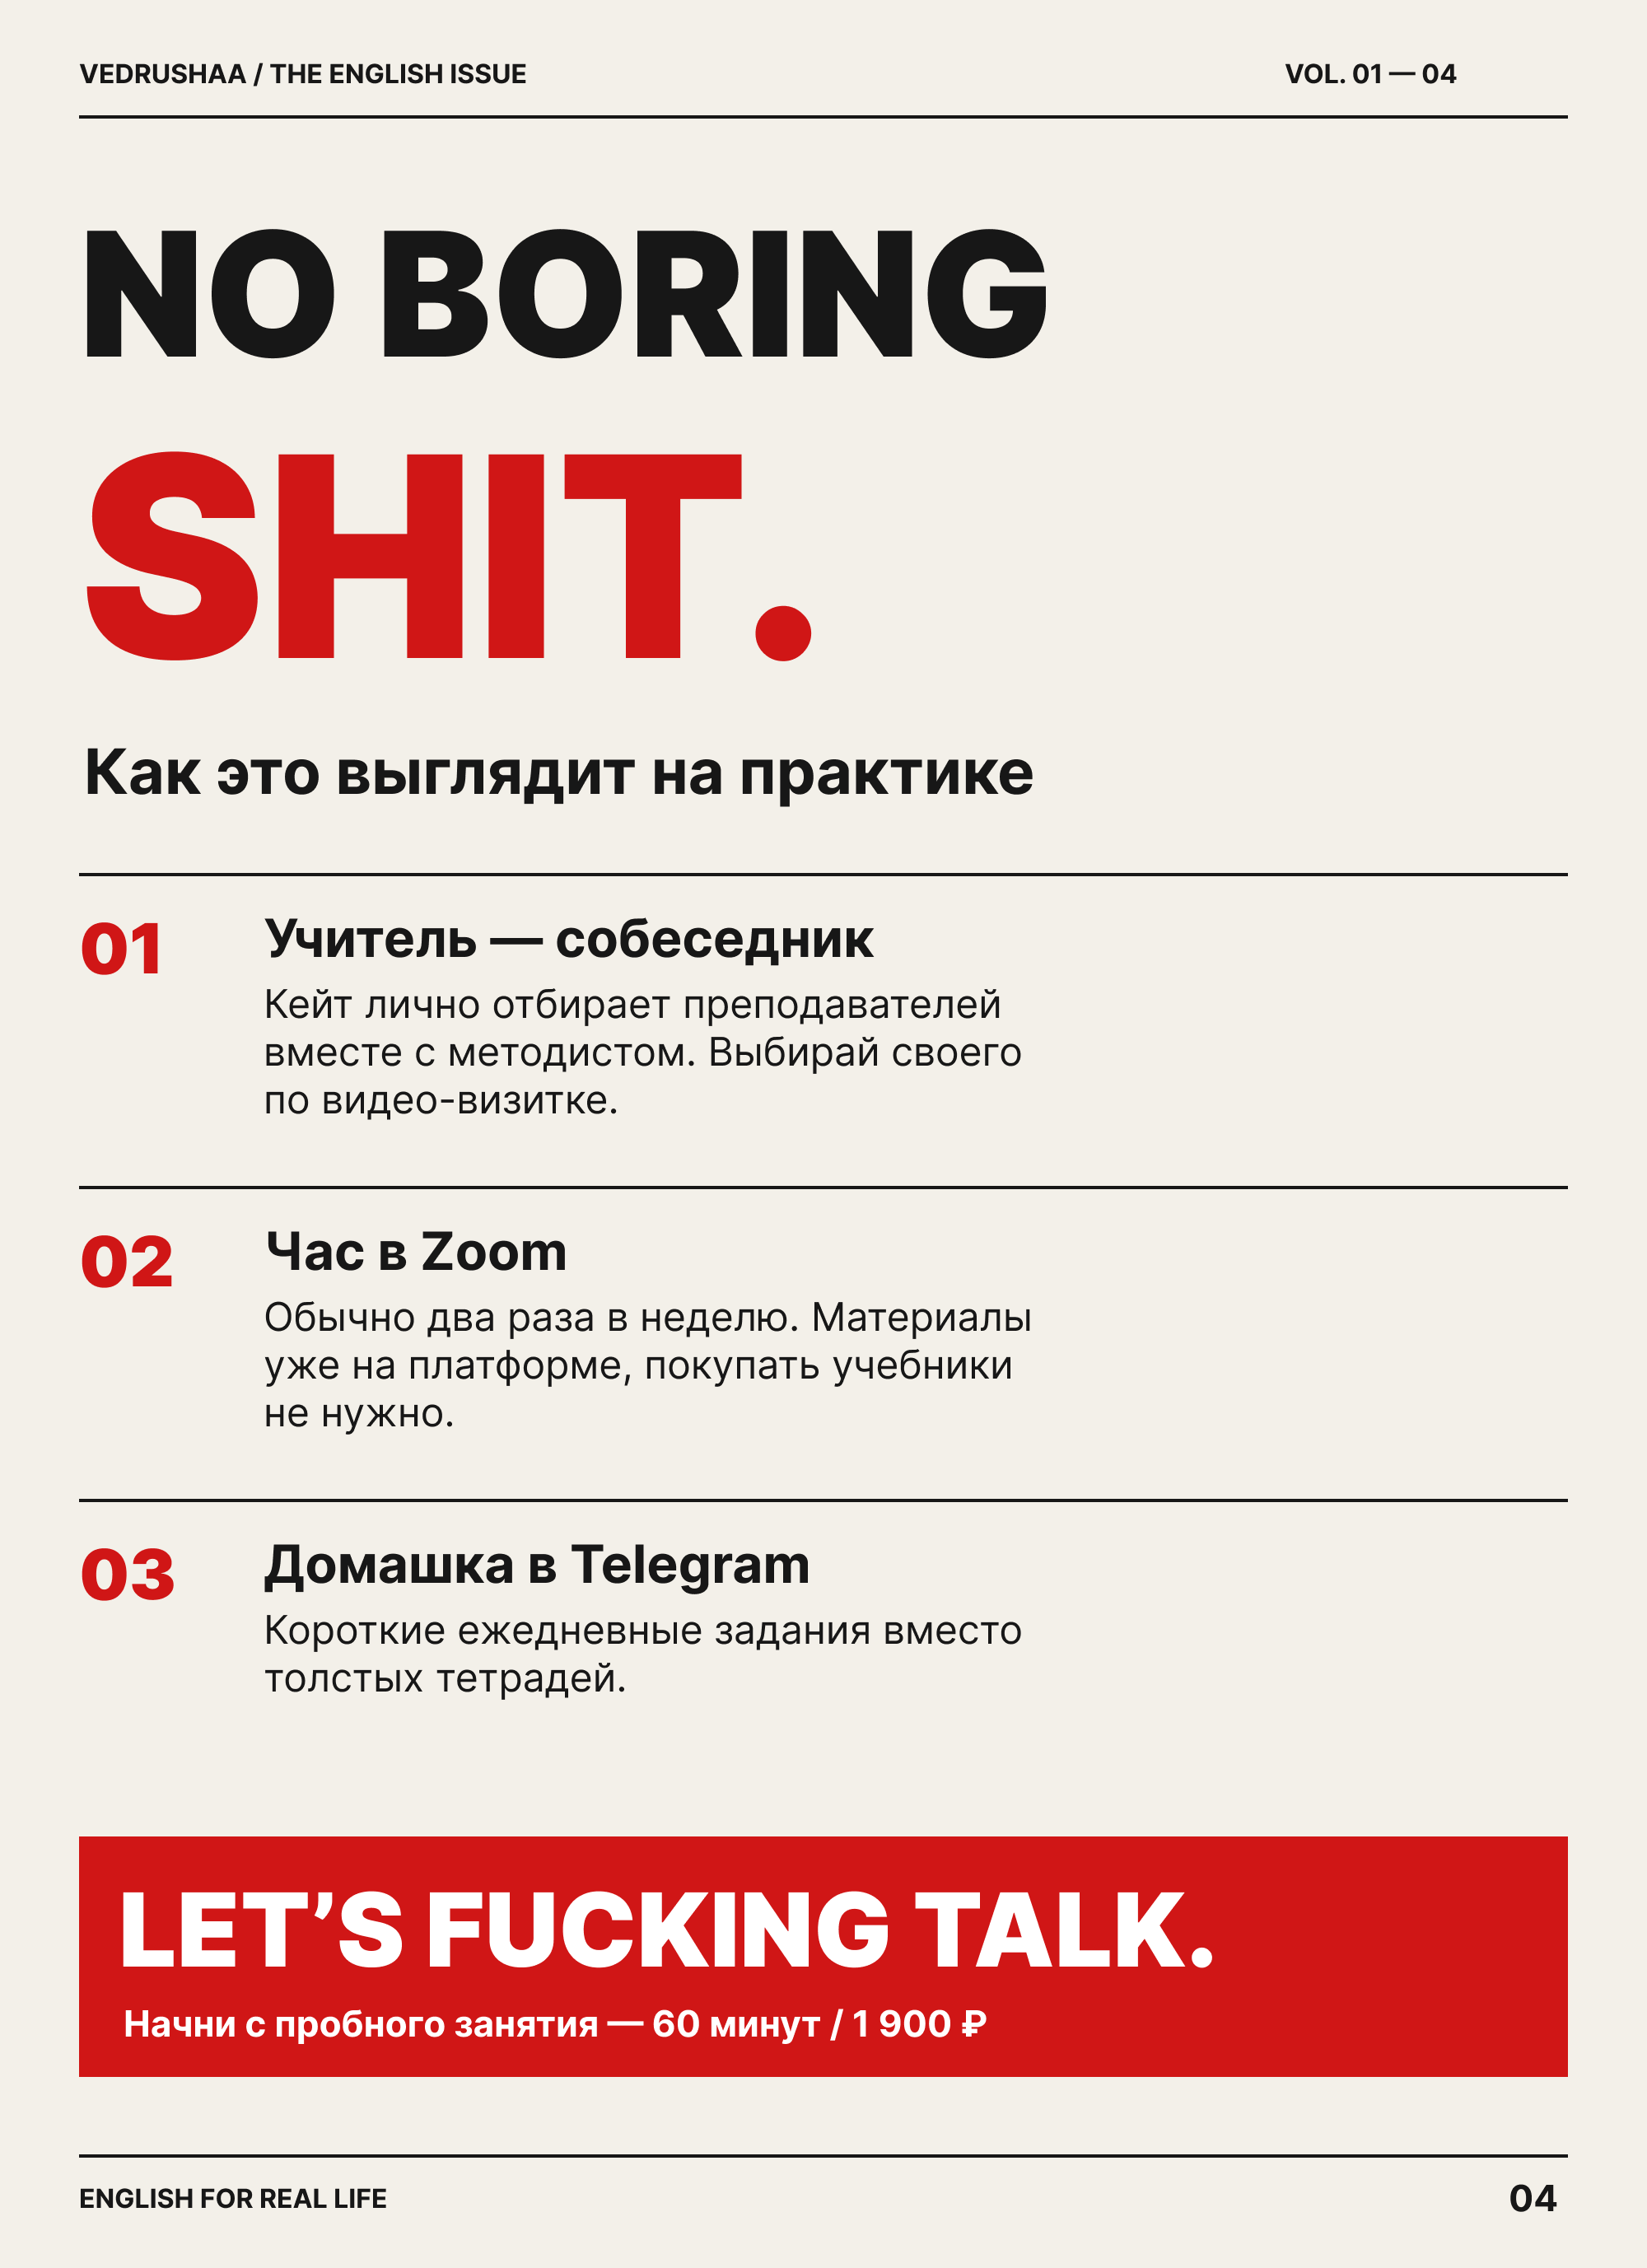 VEDRUSHAA / THE ENGLISH ISSUE
VOL. 01 — 04
NO BORING
SHIT.
Как это выглядит на практике
01
Учитель — собеседник
Кейт лично отбирает преподавателей
вместе с методистом. Выбирай своего
по видео-визитке.
02
Час в Zoom
Обычно два раза в неделю. Материалы
уже на платформе, покупать учебники
не нужно.
03
Домашка в Telegram
Короткие ежедневные задания вместо
толстых тетрадей.
LET’S FUCKING TALK.
Начни с пробного занятия — 60 минут / 1 900 ₽
ENGLISH FOR REAL LIFE
04